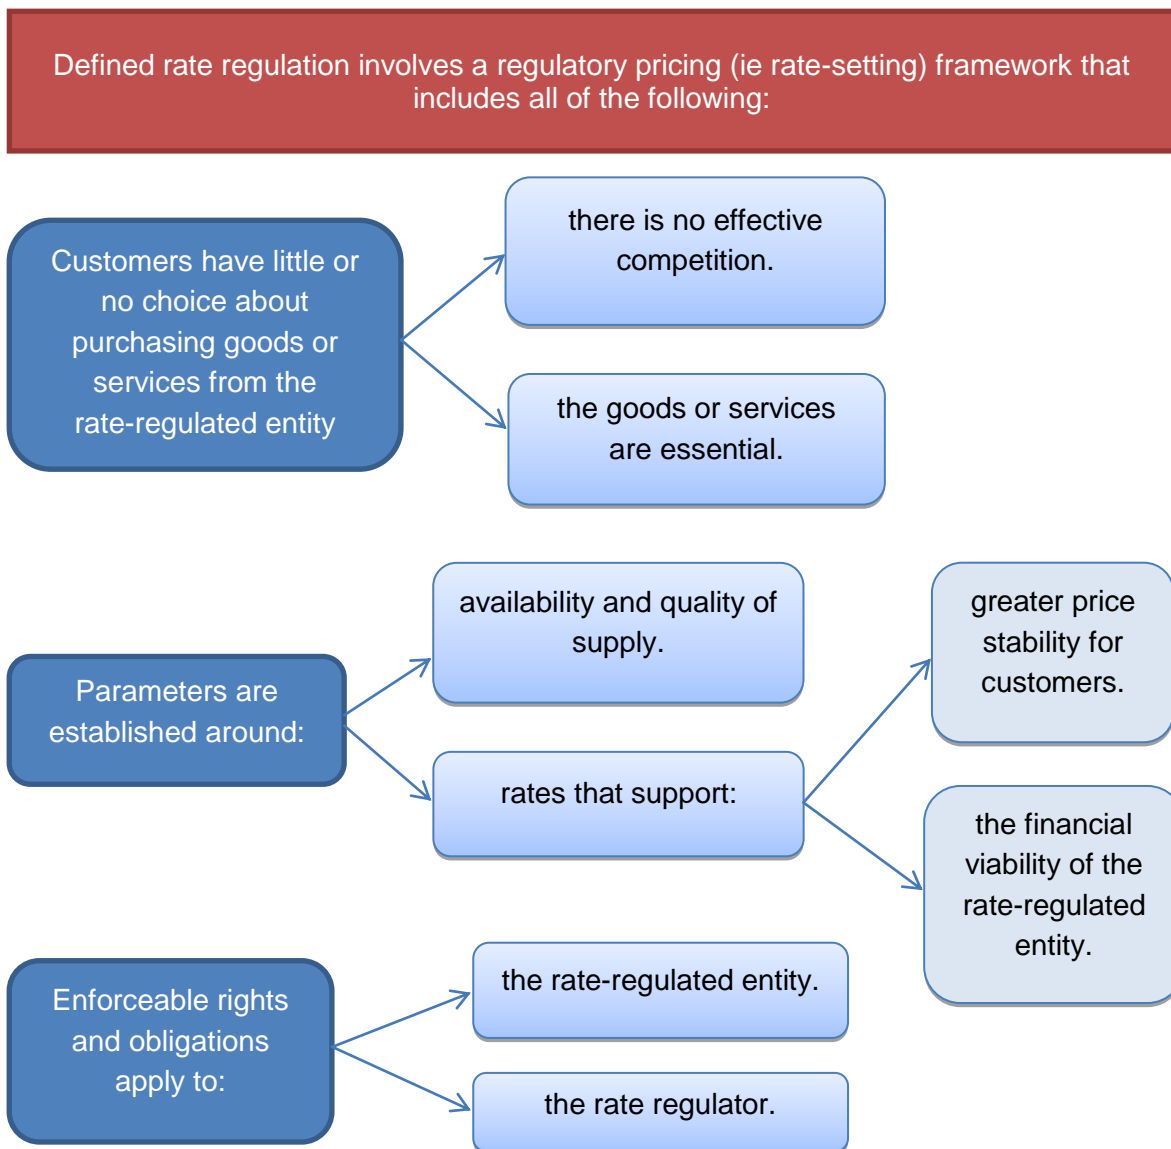 Defined rate regulation involves a regulatory pricing (ie rate-setting) framework that
includes all of the following:
Customers have little or
no choice about
purchasing goods or
services from the
rate-regulated entity
there is no effective
competition.
the goods or services
are essential.
Parameters are
established around:
availability and quality of
supply.
rates that support:
greater price
stability for
customers.
the financial
viability of the
rate-regulated
entity.
Enforceable rights
and obligations
apply to:
the rate-regulated entity.
the rate regulator.